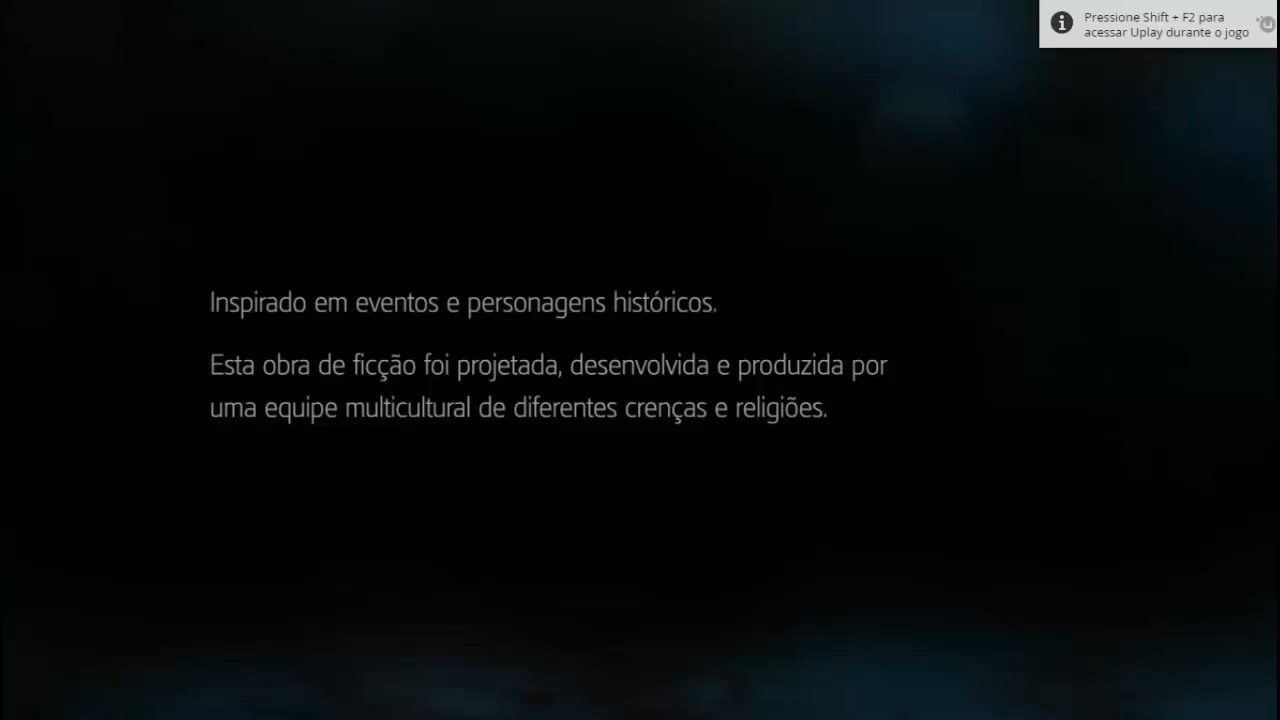 Pressione Shift + F2 para
acessar Uplay durante o jogo
Inspirado em eventos e personagens históricos.
Esta obra de ficção foi projetada, desenvolvida e produzida por
uma equipe multicultural de diferentes crenças e religiões.